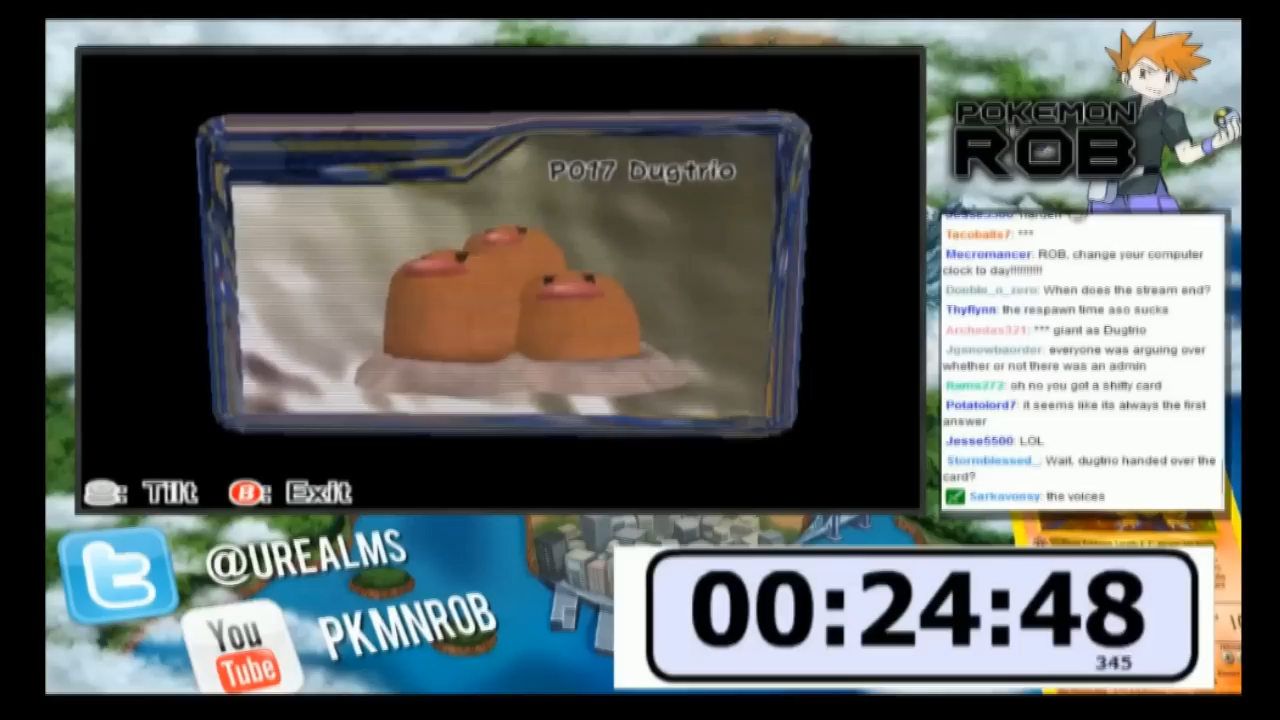 P017 Dugtrio
: Tilt B: Exit
POKEMON
ROB
Jesse5500: harden
Tacoballs7: ***
Mecromancer: ROB, change your computer
clock to day!!!!!!!!!!
Double_o_zero: When does the stream end?
Thyflynn: the respawn time aso sucks
Archodas321: *** giant as Dugtrio
Jgsnowboarder: everyone was arguing over
whether or not there was an admin
oh no you got a shitty card
Potatolord7: it seems like its always the first
answer
Jesse5500: LOL
Stormblessed_: Wait, dugtrio handed over the
card?
Sarkavonsy: the voices
@UREALMS
You
Tube
PKMNROB
00:24:48
345